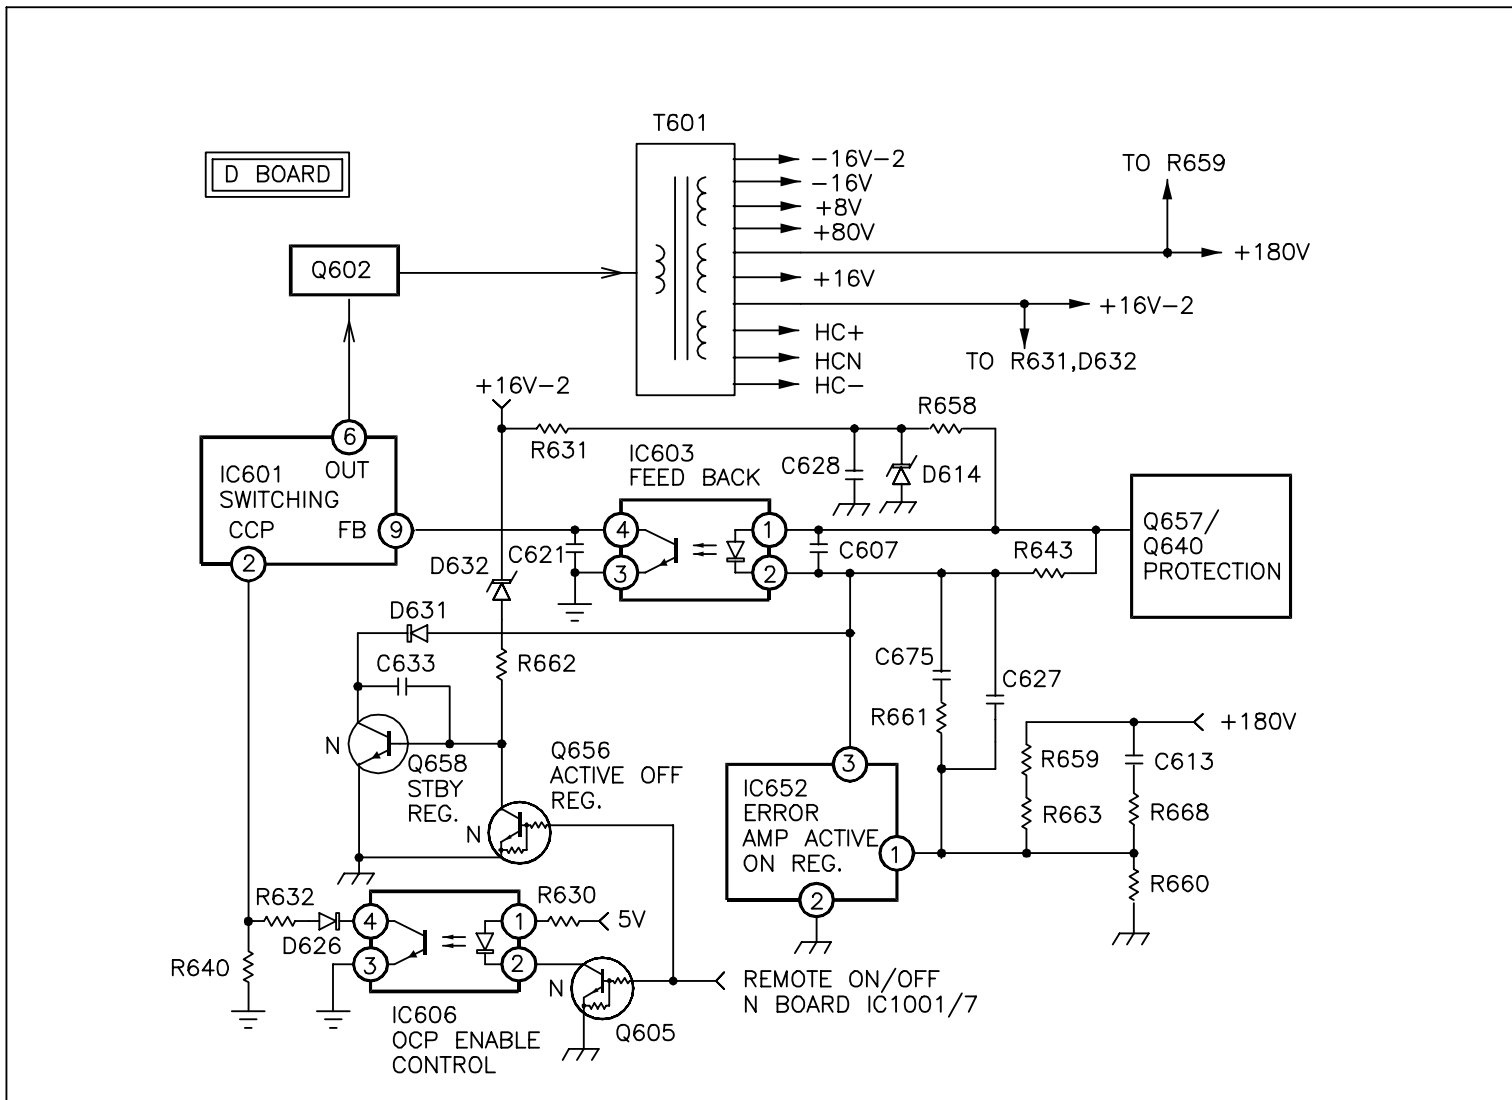 T601
D BOARD
-16V-2
-16V
+8V
+80V
TO R659
+180V
Q602
+16V
+16V-2
HC+
HCN
HC-
TO R631,D632
+16V-2
R658
R631
6
OUT
IC601
SWITCHING
CCP
FB
9
2
IC603
FEED BACK
C628
D614
4
1
3
2
C621
C607
R643
Q657/
Q640
PROTECTION
D632
D631
C633
R662
C675
C627
R661
N
Q658
STBY
REG.
Q656
ACTIVE OFF
REG.
N
+180V
R659
C613
R663
R668
3
IC652
ERROR
AMP ACTIVE
ON REG.
1
2
R660
R632
D626
R640
4
1
3
2
R630
5V
N
Q605
IC606
OCP ENABLE
CONTROL
REMOTE ON/OFF
N BOARD IC1001/7